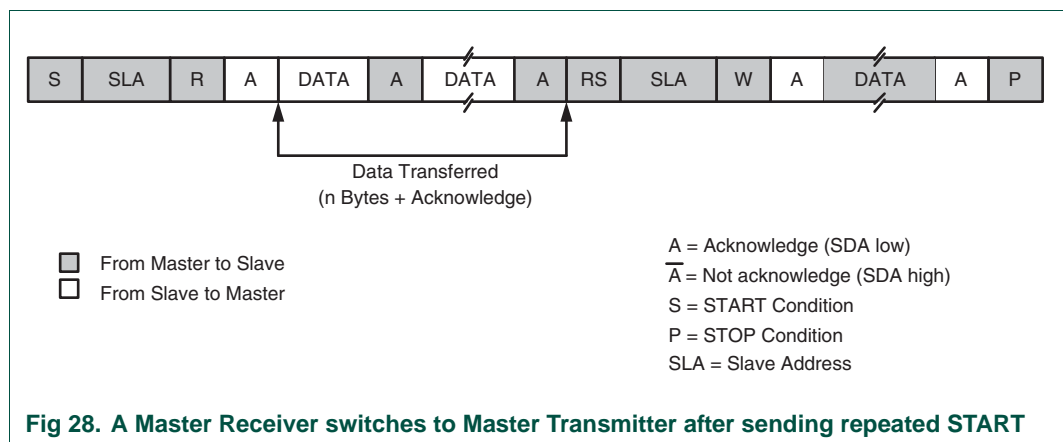 S SLA R A DATA A DATA A RS SLA W A DATA A P
Data Transferred
(n Bytes + Acknowledge)
From Master to Slave
From Slave to Master
A = Acknowledge (SDA low)
A̅ = Not acknowledge (SDA high)
S = START Condition
P = STOP Condition
SLA = Slave Address
Fig 28. A Master Receiver switches to Master Transmitter after sending repeated START